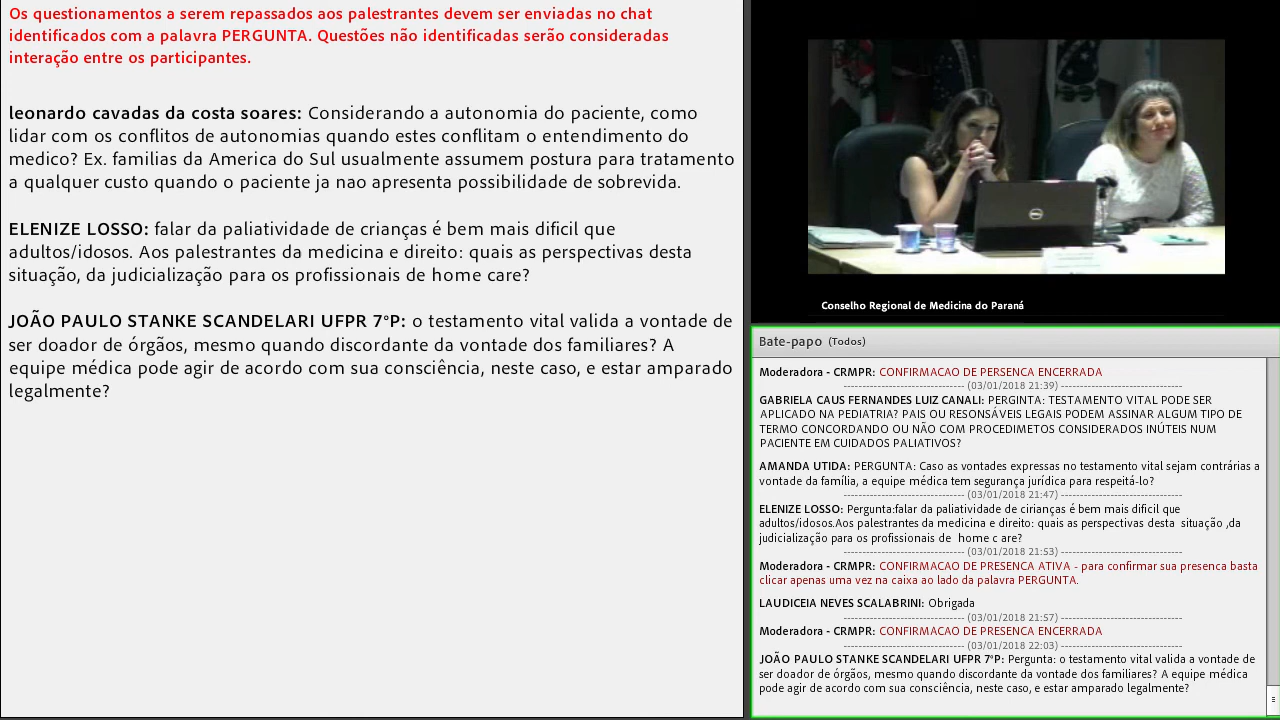 Os questionamentos a serem repassados aos palestrantes devem ser enviadas no chat
identificados com a palavra PERGUNTA. Questões não identificadas serão consideradas
interação entre os participantes.
leonardo cavadas da costa soares: Considerando a autonomia do paciente, como
lidar com os conflitos de autonomias quando estes conflitam o entendimento do
medico? Ex. familias da America do Sul usualmente assumem postura para tratamento
a qualquer custo quando o paciente ja nao apresenta possibilidade de sobrevida.
ELENIZE LOSSO: falar da paliatividade de crianças é bem mais dificil que
adultos/idosos. Aos palestrantes da medicina e direito: quais as perspectivas desta
situação, da judicialização para os profissionais de home care?
JOÃO PAULO STANKE SCANDELARI UFPR 7°P: o testamento vital valida a vontade de
ser doador de órgãos, mesmo quando discordante da vontade dos familiares? A
equipe médica pode agir de acordo com sua consciência, neste caso, e estar amparado
legalmente?
DELL
Conselho Regional de Medicina do Paraná
Bate-papo (Todos)
Moderadora - CRMPR: CONFIRMACAO DE PERSENCA ENCERRADA
------------------------------- (03/01/2018 21:39) -------------------------------
GABRIELA CAUS FERNANDES LUIZ CANALI: PERGINTA: TESTAMENTO VITAL PODE SER
APLICADO NA PEDIATRIA? PAIS OU RESONSÁVEIS LEGAIS PODEM ASSINAR ALGUM TIPO DE
TERMO CONCORDANDO OU NÃO COM PROCEDIMETOS CONSIDERADOS INÚTEIS NUM
PACIENTE EM CUIDADOS PALIATIVOS?
AMANDA UTIDA: PERGUNTA: Caso as vontades expressas no testamento vital sejam contrárias a
vontade da família, a equipe médica tem segurança jurídica para respeitá-lo?
------------------------------- (03/01/2018 21:47) -------------------------------
ELENIZE LOSSO: Pergunta:falar da paliatividade de cirianças é bem mais dificil que
adultos/idosos.Aos palestrantes da medicina e direito: quais as perspectivas desta situação ,da
judicialização para os profissionais de home c are?
------------------------------- (03/01/2018 21:53) -------------------------------
Moderadora - CRMPR: CONFIRMACAO DE PRESENCA ATIVA - para confirmar sua presenca basta
clicar apenas uma vez na caixa ao lado da palavra PERGUNTA.
LAUDICEIA NEVES SCALABRINI: Obrigada
------------------------------- (03/01/2018 21:57) -------------------------------
Moderadora - CRMPR: CONFIRMACAO DE PRESENCA ENCERRADA
------------------------------- (03/01/2018 22:03) -------------------------------
JOÃO PAULO STANKE SCANDELARI UFPR 7°P: Pergunta: o testamento vital valida a vontade de
ser doador de órgãos, mesmo quando discordante da vontade dos familiares? A equipe médica
pode agir de acordo com sua consciência, neste caso, e estar amparado legalmente?